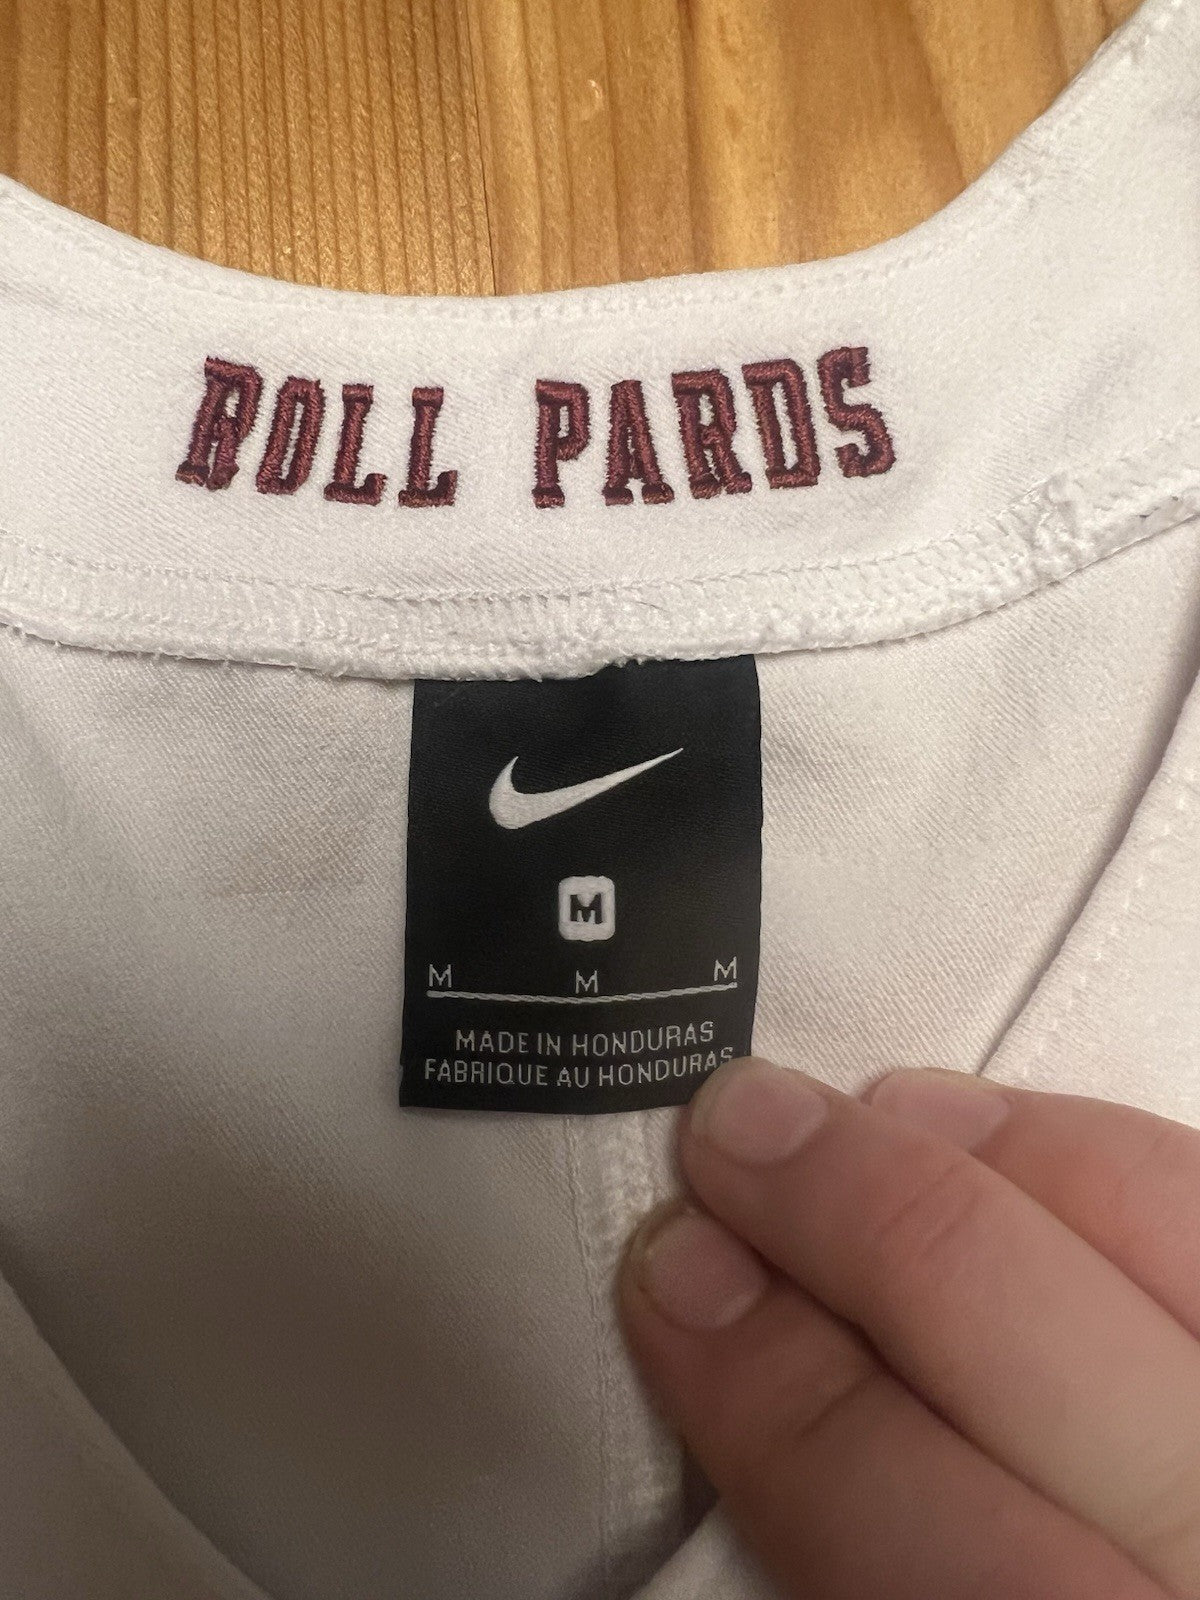 ROLL PARDS
M
M M M
MADE IN HONDURAS
FABRIQUE AU HONDURAS